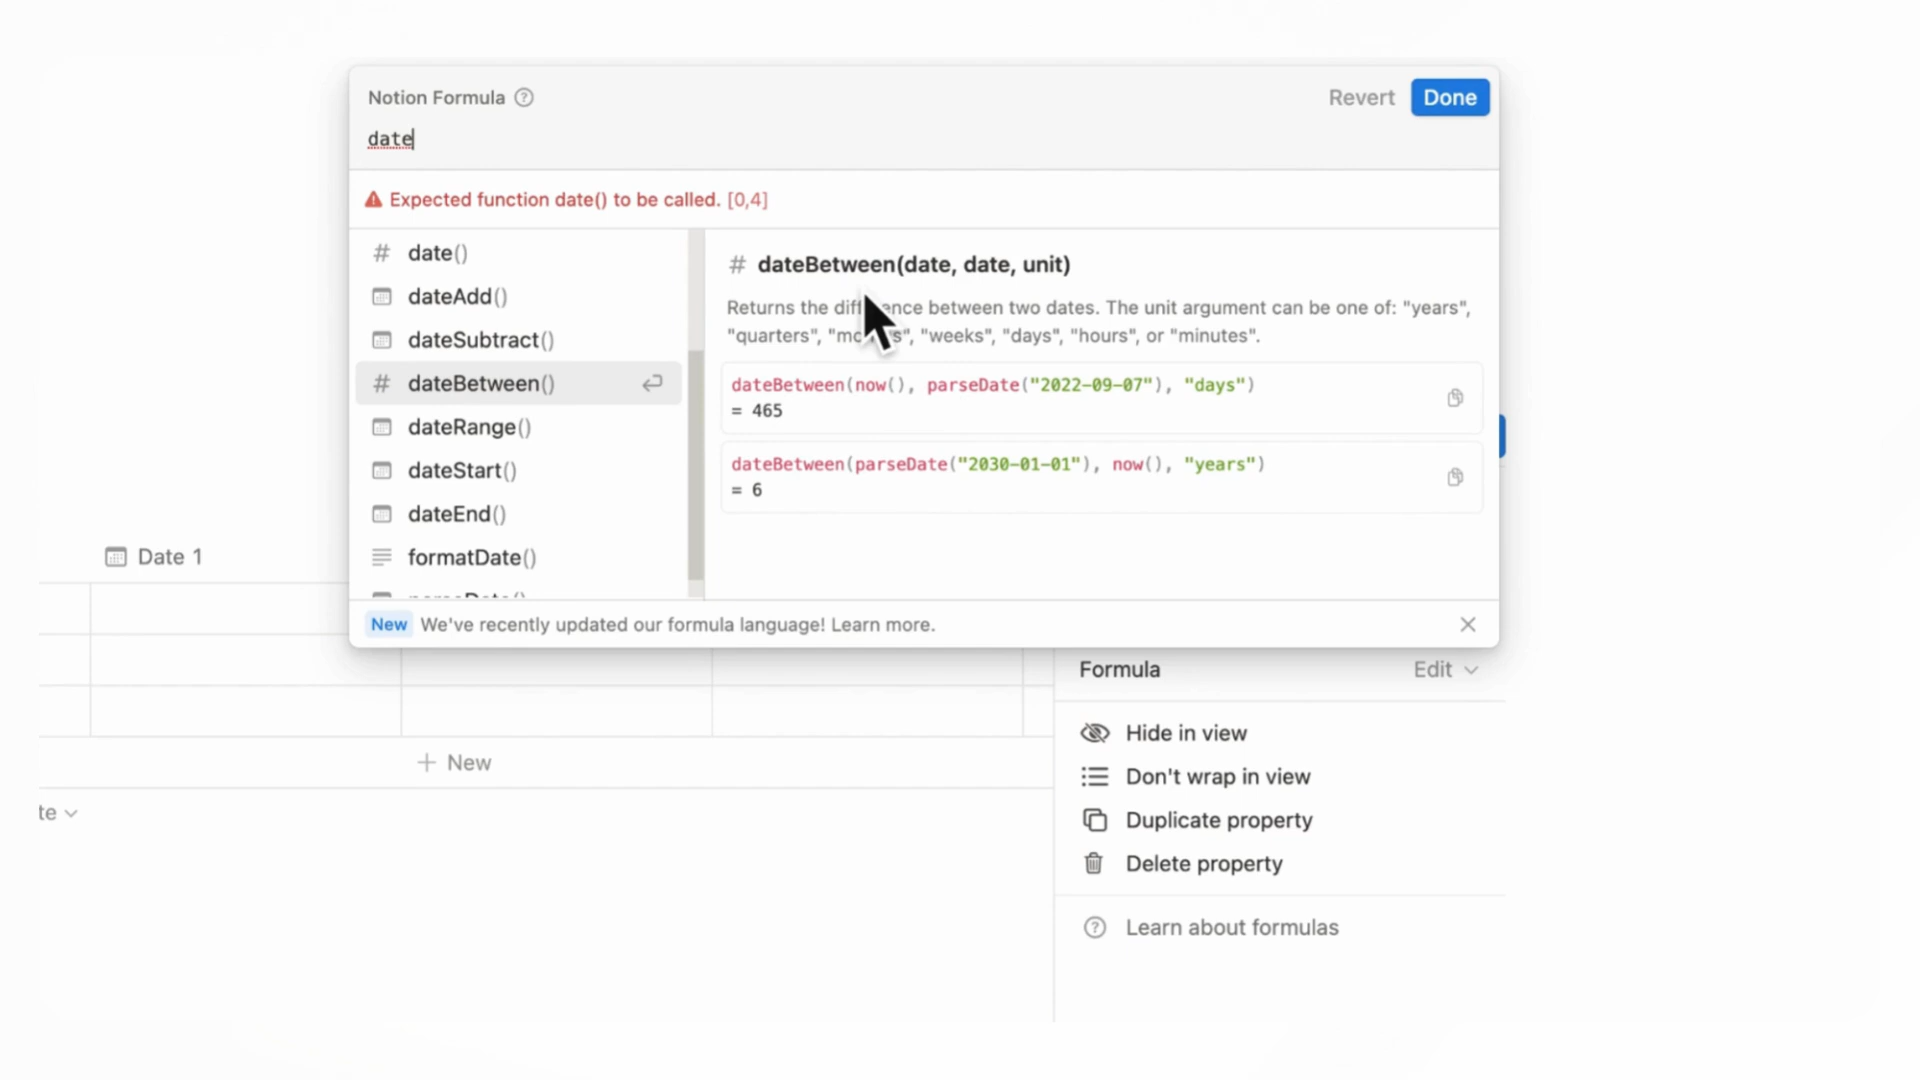 Notion Formula
Revert
Done
date
Expected function date() to be called. [0,4]
# date()
dateAdd()
dateSubtract()
# dateBetween()
dateRange()
dateStart()
dateEnd()
formatDate()
# dateBetween(date, date, unit)
Returns the difference between two dates. The unit argument can be one of: "years",
"quarters", "months", "weeks", "days", "hours", or "minutes".
dateBetween(now(), parseDate("2022-09-07"), "days")
= 465
dateBetween(parseDate("2030-01-01"), now(), "years")
= 6
New We've recently updated our formula language! Learn more.
Date 1
Formula
Edit
Hide in view
Don't wrap in view
Duplicate property
Delete property
Learn about formulas
+ New
te